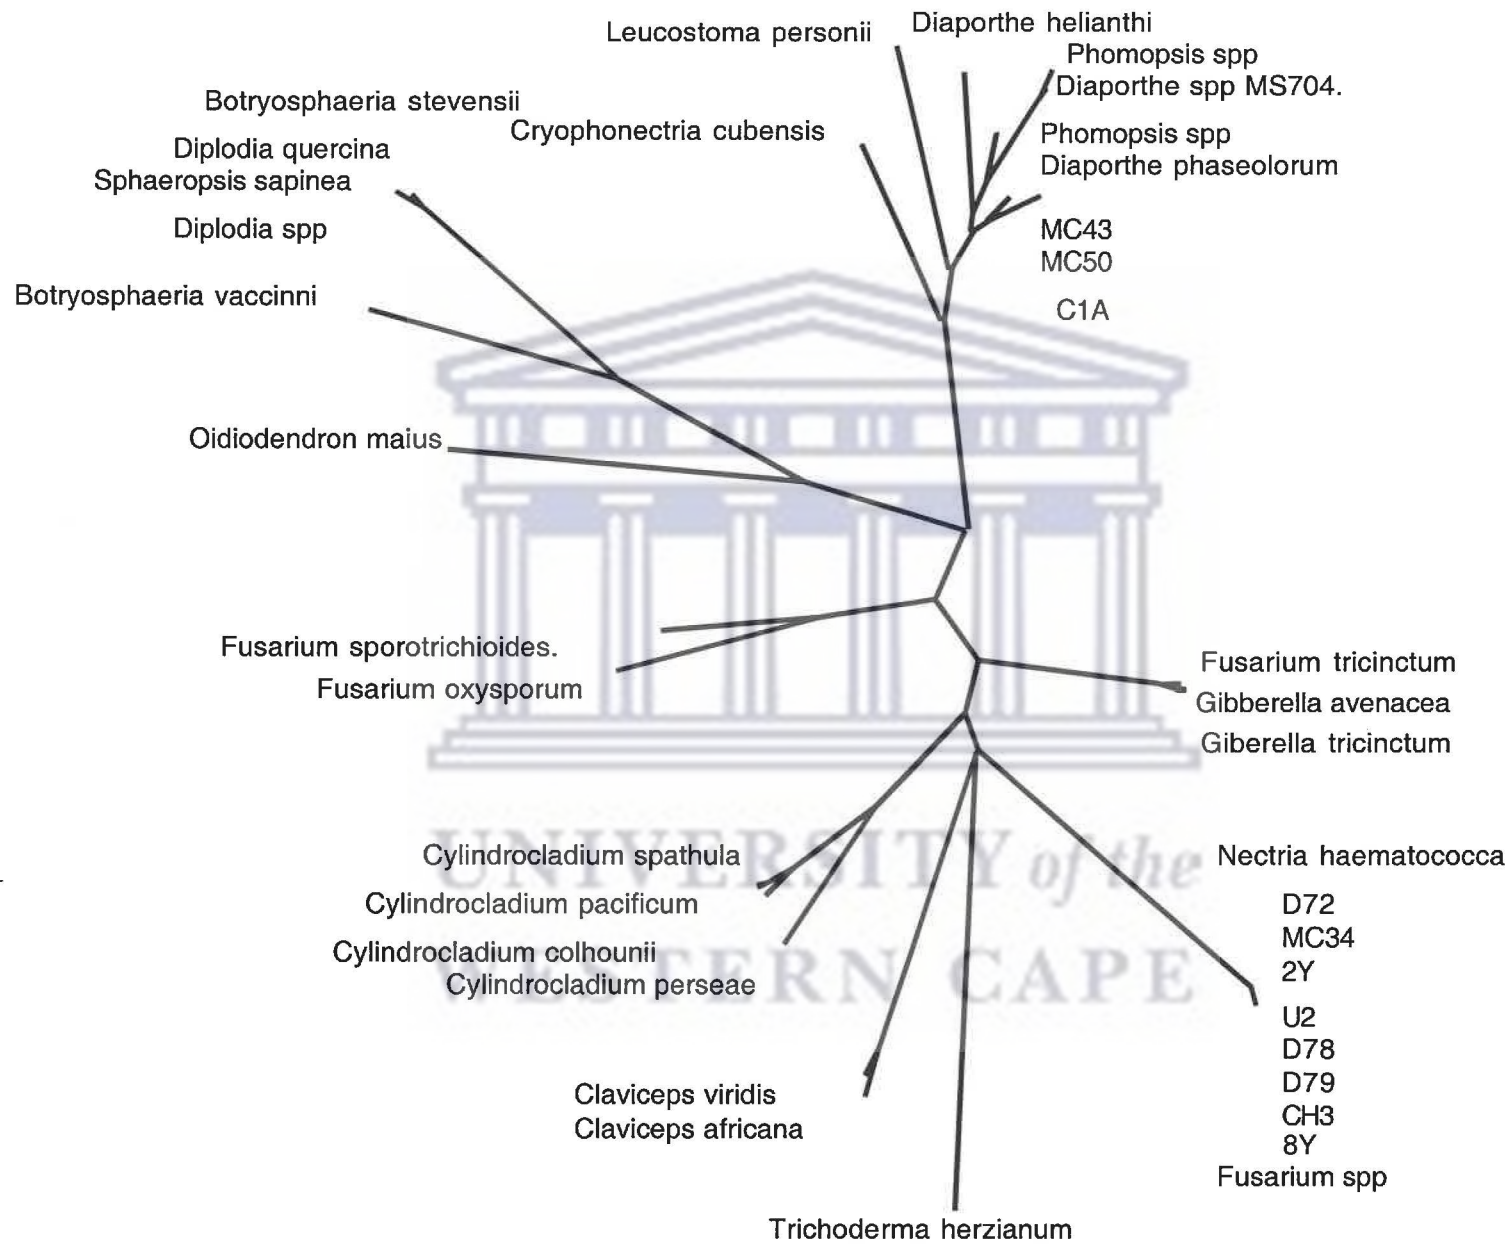 Leucostoma personii
Diaporthe helianthi
Phomopsis spp
Diaporthe spp MS704.
Botryosphaeria stevensii
Cryophonectria cubensis
Phomopsis spp
Diaporthe phaseolorum
Diplodia quercina
Sphaeropsis sapinea
Diplodia spp
MC43
MC50
Botryosphaeria vaccinni
C1A
Oidiodendron maius
Fusarium sporotrichioides.
Fusarium oxysporum
Fusarium tricinctum
Gibberella avenacea
Giberella tricinctum
UNIVERSITY of the
WESTERN CAPE
Cylindrocladium spathula
Cylindrocladium pacificum
Cylindrocladium colhounii
Cylindrocladium perseae
Nectria haematococca
D72
MC34
2Y
U2
D78
D79
CH3
8Y
Fusarium spp
Claviceps viridis
Claviceps africana
Trichoderma herzianum